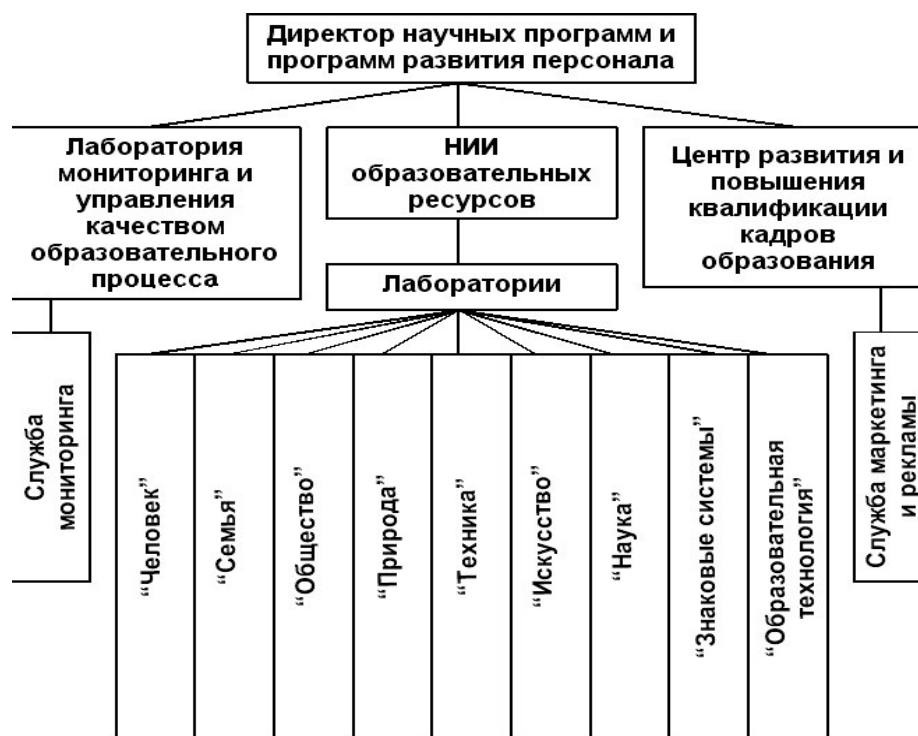 Директор научных программ и
программ развития персонала
Лаборатория
мониторинга и
управления
качеством
образовательного
процесса
НИИ
образовательных
ресурсов
Центр развития и
повышения
квалификации
кадров
образования
Лаборатории
Служба
мониторинга
“Человек”
“Семья”
“Общество”
“Природа”
“Техника”
“Искусство”
“Наука”
“Знаковые системы”
“Образовательная
технология”
Служба маркетинга
и рекламы